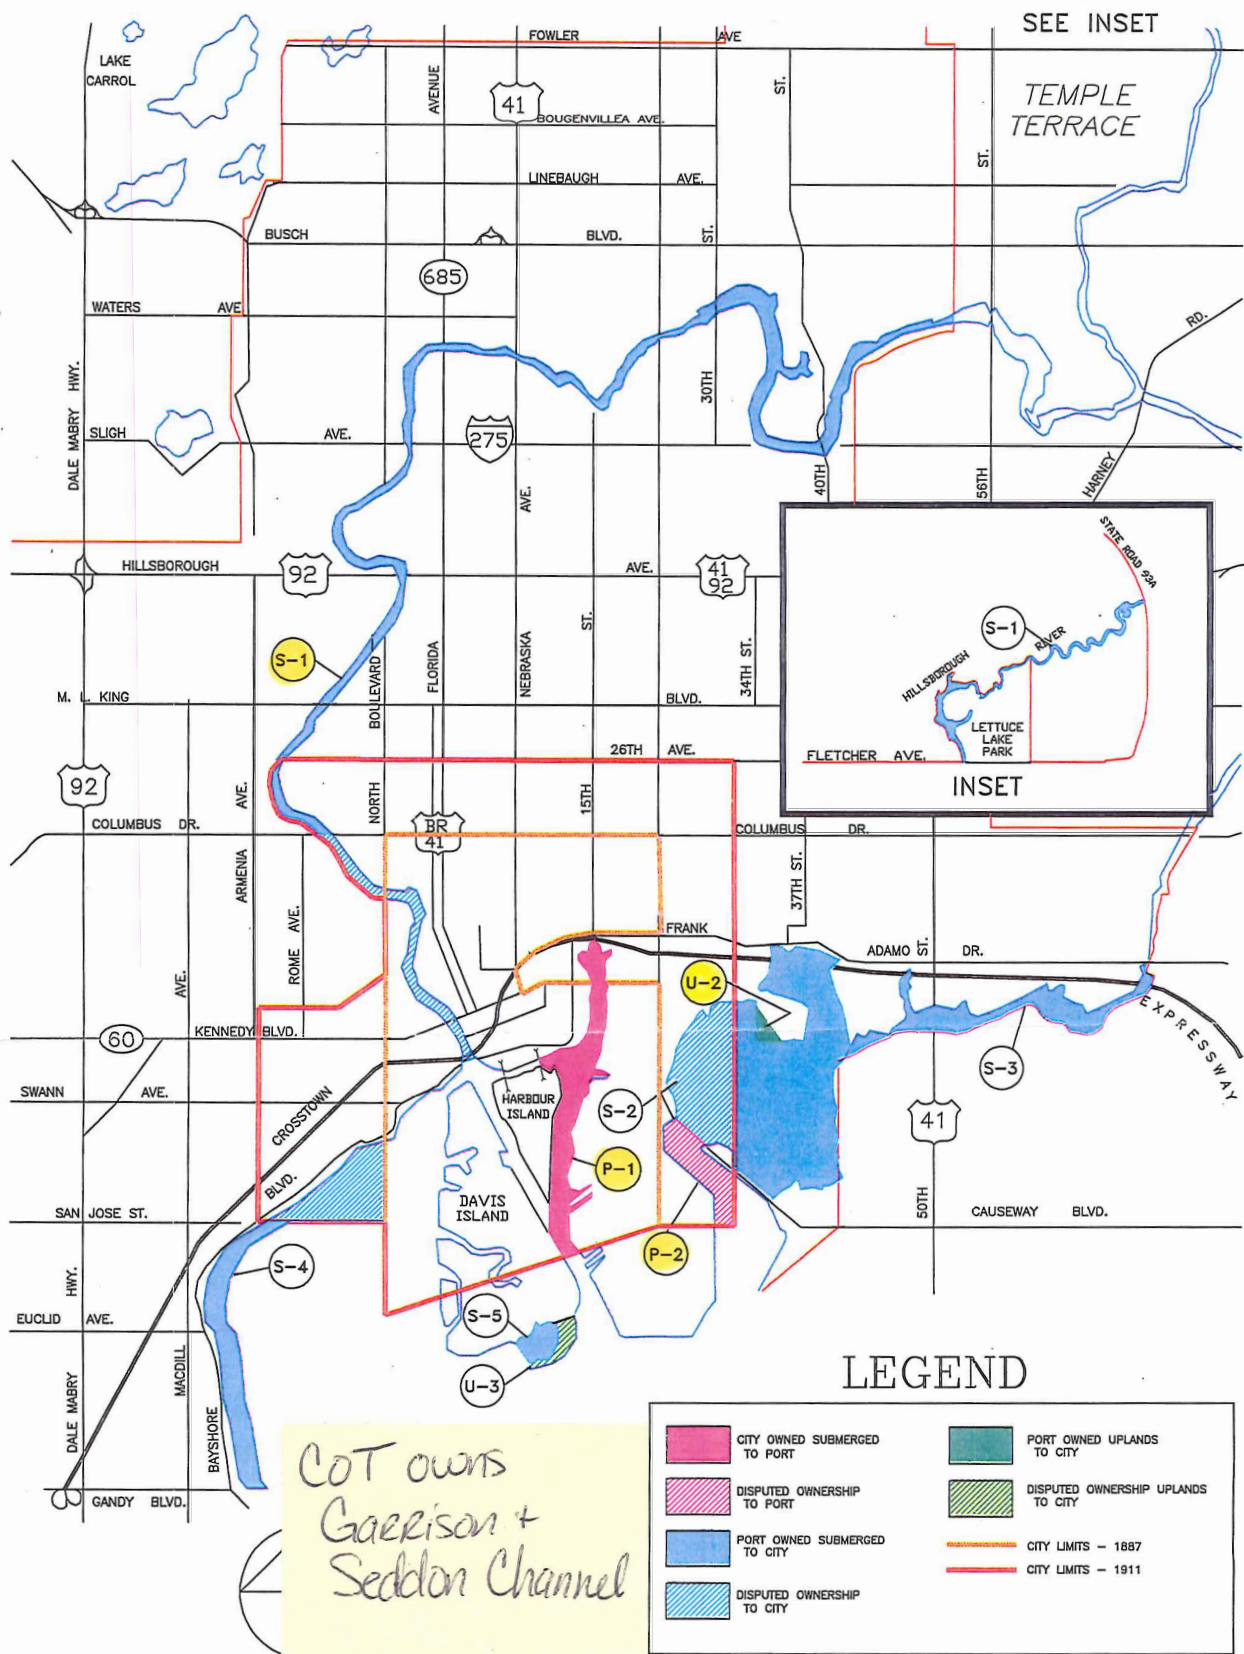 SEE INSET
FOWLER AVE
LAKE
CARROL
TEMPLE
TERRACE
AVENUE
41
ST.
BOUGENVILLEA AVE.
ST.
LINEBAUGH AVE.
BUSCH BLVD.
ST.
685
WATERS AVE
RD.
DALE MABRY HWY.
30TH
SLIGH AVE.
275
40TH
56TH
HARNEY
AVE.
HILLSBOROUGH AVE.
92
41
92
STATE ROAD 93A
S-1
RIVER
HILLSBOROUGH
LETTUCE
LAKE
PARK
FLETCHER AVE.
INSET
ST.
S-1
BOULEVARD
FLORIDA
NEBRASKA
34TH ST.
M. L. KING BLVD.
26TH AVE.
92
AVE.
NORTH
15TH
BR
41
COLUMBUS DR.
COLUMBUS DR.
ARMENIA
ROME AVE.
37TH ST.
FRANK
ADAMO DR.
ST.
AVE.
U-2
EXPRESSWAY
60
KENNEDY BLVD.
S-3
SWANN AVE.
CROSSTOWN
HARBOUR
ISLAND
S-2
41
P-1
BLVD.
DAVIS
ISLAND
50TH
SAN JOSE ST.
CAUSEWAY BLVD.
P-2
S-4
HWY.
S-5
EUCLID AVE.
U-3
MACDILL
DALE MABRY
BAYSHORE
GANDY BLVD.
COT owns
Garrison +
Seddon Channel
LEGEND
CITY OWNED SUBMERGED
TO PORT
DISPUTED OWNERSHIP
TO PORT
PORT OWNED SUBMERGED
TO CITY
DISPUTED OWNERSHIP
TO CITY
PORT OWNED UPLANDS
TO CITY
DISPUTED OWNERSHIP UPLANDS
TO CITY
CITY LIMITS - 1887
CITY LIMITS - 1911